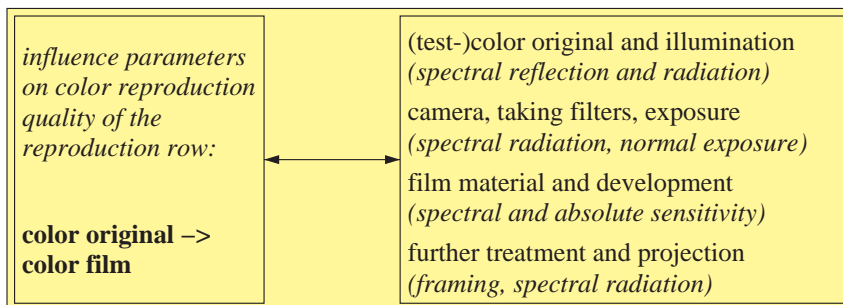 influence parameters
on color reproduction
quality of the
reproduction row:
color original −>
color film
(test-)color original and illumination
(spectral reflection and radiation)
camera, taking filters, exposure
(spectral radiation, normal exposure)
film material and development
(spectral and absolute sensitivity)
further treatment and projection
(framing, spectral radiation)